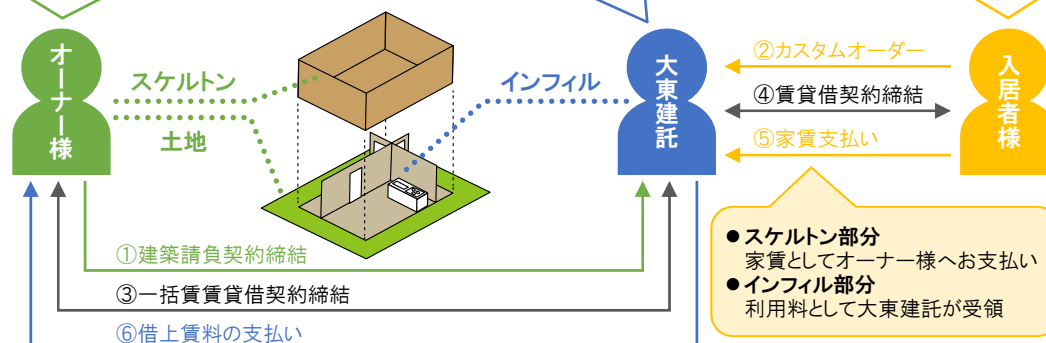 オーナー様
スケルトン
土地
インフィル
大東建託
②カスタムオーダー
④賃貸借契約締結
⑤家賃支払い
入居者様
①建築請負契約締結
③一括賃貸借契約締結
⑥借上賃料の支払い
●スケルトン部分
家賃としてオーナー様へお支払い
●インフィル部分
利用料として大東建託が受領